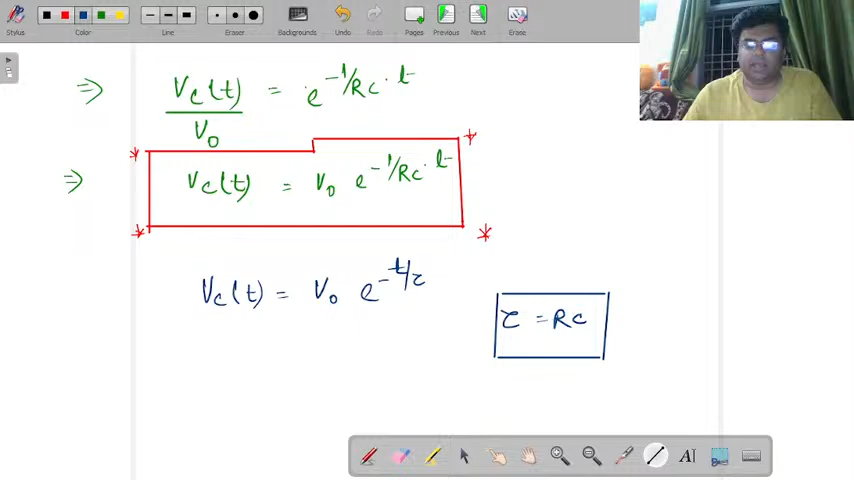 Stylus
Color
Line
Eraser
Backgrounds
Undo
Redo
Pages
Previous
Next
Erase
⇒ Vc(t)/V0 = e^-1/RC · t
⇒ Vc(t) = V0 e^-1/RC · t
Vc(t) = V0 e^-t/τ
τ = RC